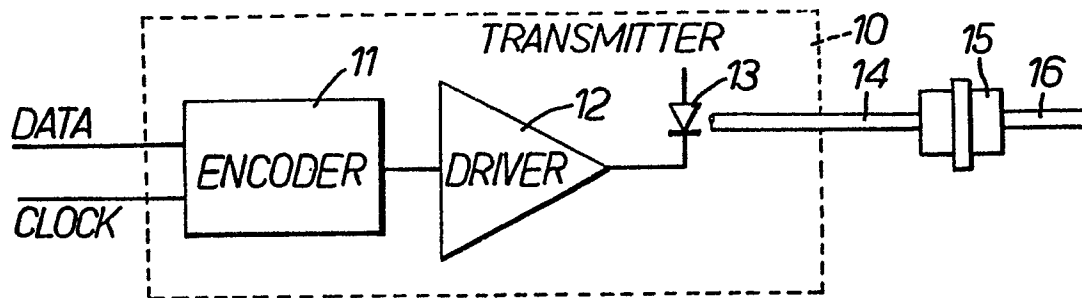 TRANSMITTER
10
11
12
13
14
15
16
DATA
CLOCK
ENCODER
DRIVER